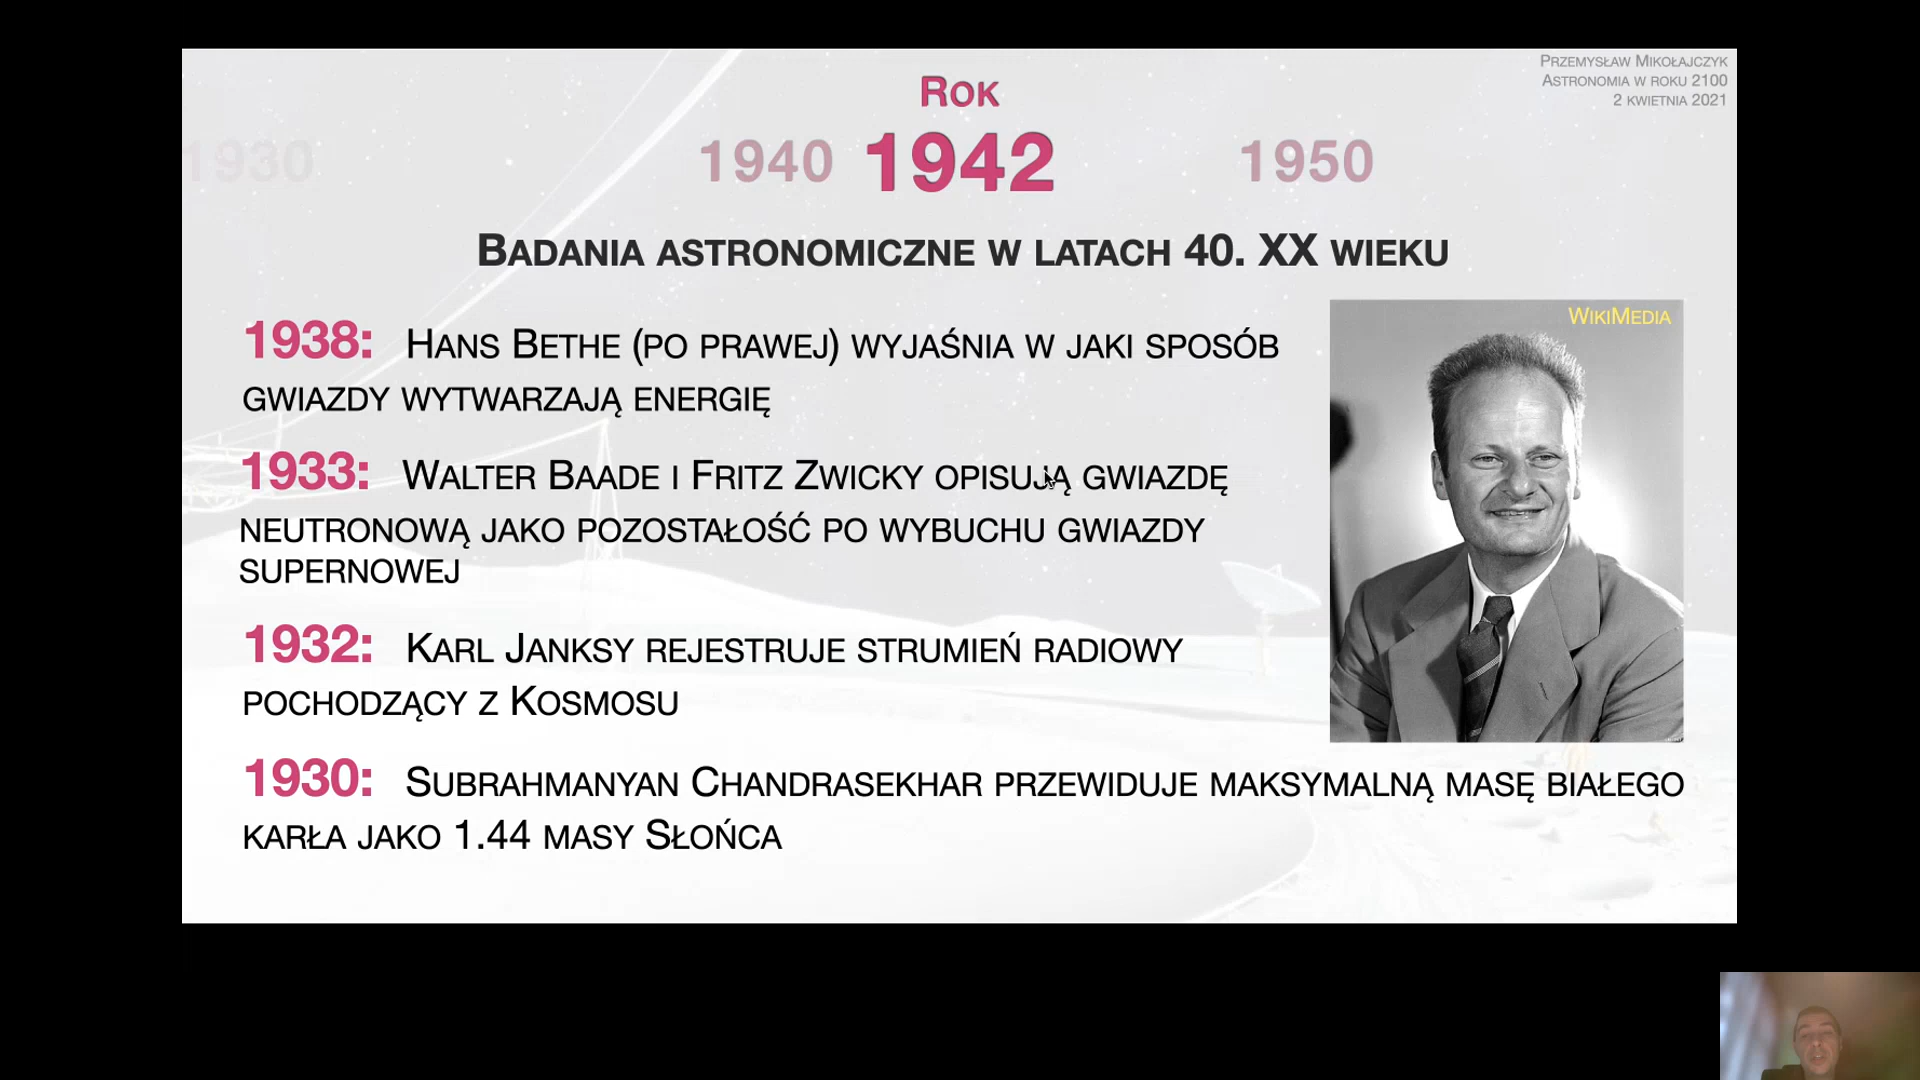 Przemysław Mikołajczyk
Astronomia w roku 2100
2 kwietnia 2021
Rok
1930 1940 1942 1950
Badania astronomiczne w latach 40. XX wieku
WikiMedia
1938: Hans Bethe (po prawej) wyjaśnia w jaki sposób
gwiazdy wytwarzają energię
1933: Walter Baade i Fritz Zwicky opisują gwiazdę
neutronową jako pozostałość po wybuchu gwiazdy
supernowej
1932: Karl Janksy rejestruje strumień radiowy
pochodzący z Kosmosu
1930: Subrahmanyan Chandrasekhar przewiduje maksymalną masę białego
karła jako 1.44 masy Słońca